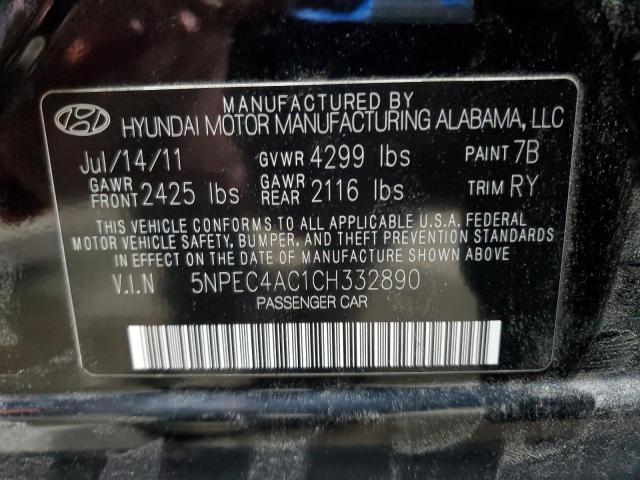 MANUFACTURED BY
HYUNDAI MOTOR MANUFACTURING ALABAMA, LLC
Jul/14/11 GVWR 4299 lbs PAINT 7B
GAWR FRONT 2425 lbs GAWR REAR 2116 lbs TRIM RY
THIS VEHICLE CONFORMS TO ALL APPLICABLE U.S.A. FEDERAL
MOTOR VEHICLE SAFETY, BUMPER, AND THEFT PREVENTION STANDARDS
IN EFFECT ON THE DATE OF MANUFACTURE SHOWN ABOVE.
V.I.N 5NPEC4AC1CH332890
PASSENGER CAR